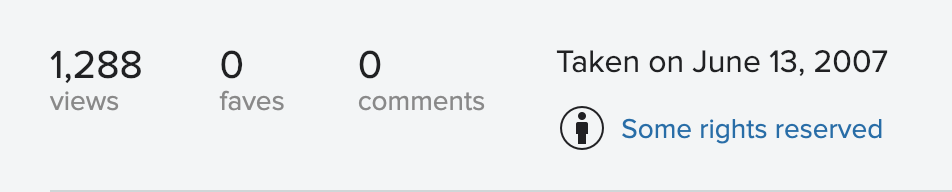 1,288 0 0 Taken on June 13, 2007
views faves comments
Some rights reserved